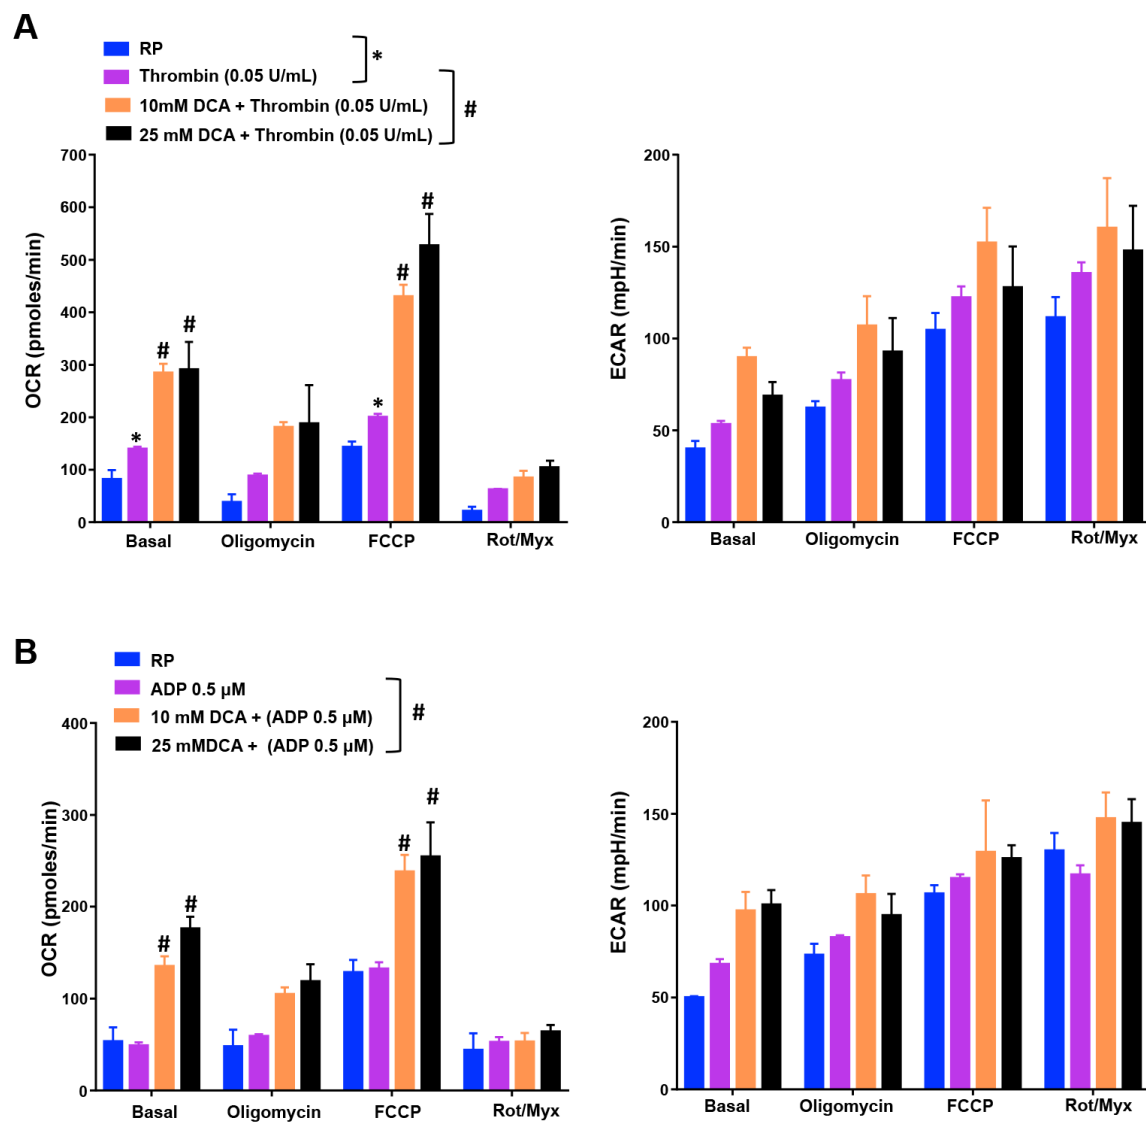 A
RP
*
Thrombin (0.05 U/mL)
10mM DCA + Thrombin (0.05 U/mL)
#
25 mM DCA + Thrombin (0.05 U/mL)
OCR (pmoles/min)
700
600
500
400
300
200
100
0
*
#
#
*
#
#
Basal
Oligomycin
FCCP
Rot/Myx
ECAR (mpH/min)
200
150
100
50
0
Basal
Oligomycin
FCCP
Rot/Myx
B
RP
ADP 0.5 µM
#
10 mM DCA + (ADP 0.5 µM)
25 mMDCA + (ADP 0.5 µM)
OCR (pmoles/min)
400
300
200
100
0
#
#
#
#
Basal
Oligomycin
FCCP
Rot/Myx
ECAR (mpH/min)
200
150
100
50
0
Basal
Oligomycin
FCCP
Rot/Myx